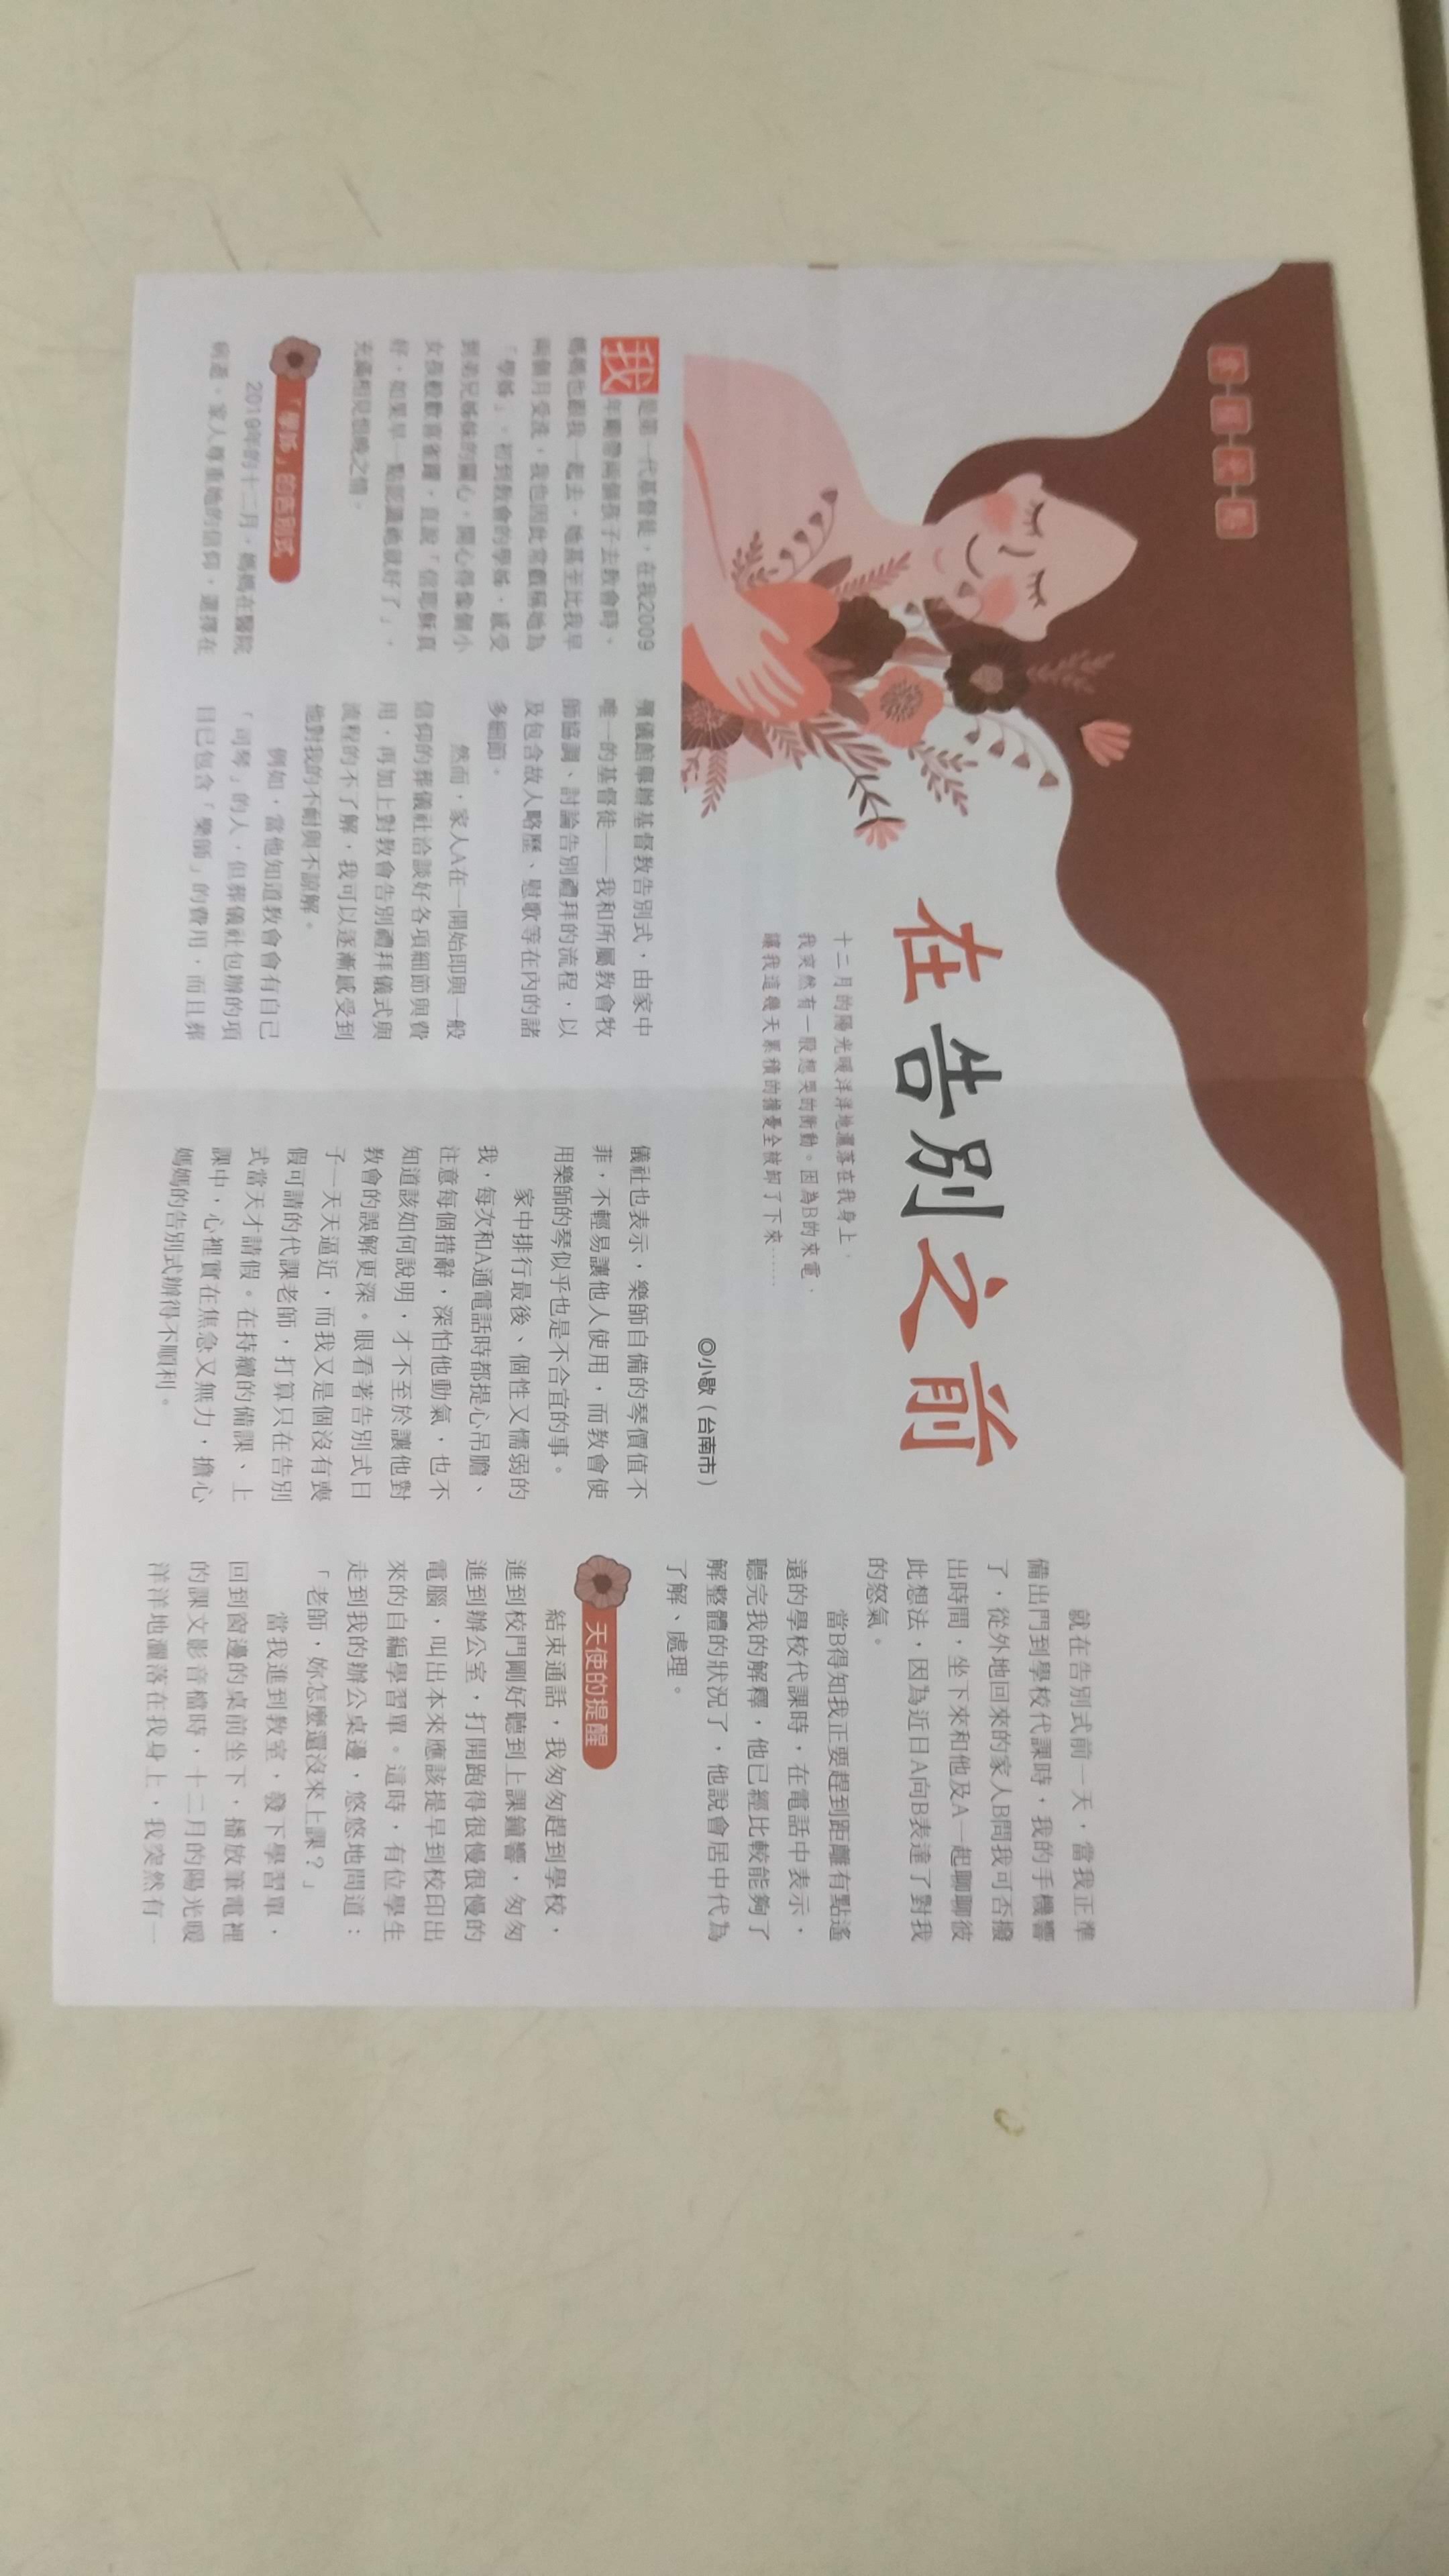 在告別之前
十二月的陽光暖洋洋地灑落在我身上，
我突然有一股想哭的衝動。因為B的來電，
讓我這幾天累積的擔憂全被卸了下來……
◎小歇（台南市）
我是第一代基督徒，在我2009
年剛帶兩個孩子去教會時，
媽媽也跟我一起去，她甚至比我早
兩個月受洗，我也因此常戲稱她為
「學姊」。初到教會的學姊，感受
到弟兄姊妹的關心，開心得像個小
女孩般歡喜雀躍，直說「信耶穌真
好，如果早一點認識祂就好了」，
充滿相見恨晚之情。
「學姊」的告別式
2019年的十二月，媽媽在醫院
病逝。家人尊重她的信仰，選擇在
殯儀館舉辦基督教告別式，由家中
唯一的基督徒——我和所屬教會牧
師協調、討論告別禮拜的流程，以
及包含故人略歷、慰歌等在內的諸
多細節。
然而，家人A在一開始即與一般
信仰的葬儀社洽談好各項細節與費
用，再加上對教會告別禮拜儀式與
流程的不了解，我可以逐漸感受到
他對我的不耐與不諒解。
例如，當他知道教會會有自己
「司琴」的人，但葬儀社包辦的項
目已包含「樂師」的費用，而且葬
儀社也表示，樂師自備的琴價值不
菲，不輕易讓他人使用，而教會使
用樂師的琴似乎也是不合宜的事。
家中排行最後、個性又懦弱的
我，每次和A通電話時都提心吊膽、
注意每個措辭，深怕他動氣，也不
知道該如何說明，才不至於讓他對
教會的誤解更深。眼看著告別式日
子一天天逼近，而我又是個沒有喪
假可請的代課老師，打算只在告別
式當天才請假。在持續的備課、上
課中，心裡實在焦急又無力，擔心
媽媽的告別式辦得不順利。
就在告別式前一天，當我正準
備出門到學校代課時，我的手機響
了，從外地回來的家人B問我可否撥
出時間，坐下來和他及A一起聊聊彼
此想法，因為近日A向B表達了對我
的怒氣。
當B得知我正要趕到距離有點遙
遠的學校代課時，在電話中表示，
聽完我的解釋，他已經比較能夠了
解整體的狀況了，他說會居中代為
了解、處理。
天使的提醒
結束通話，我匆匆趕到學校，
進到校門剛好聽到上課鐘響，匆匆
進到辦公室，打開跑得很慢很慢的
電腦，叫出本來應該提早到校印出
來的自編學習單。這時，有位學生
走到我的辦公桌邊，悠悠地問道：
「老師，妳怎麼還沒來上課？」
當我進到教室，發下學習單，
回到窗邊的桌前坐下，播放筆電裡
的課文影音檔時，十二月的陽光暖
洋洋地灑落在我身上，我突然有一